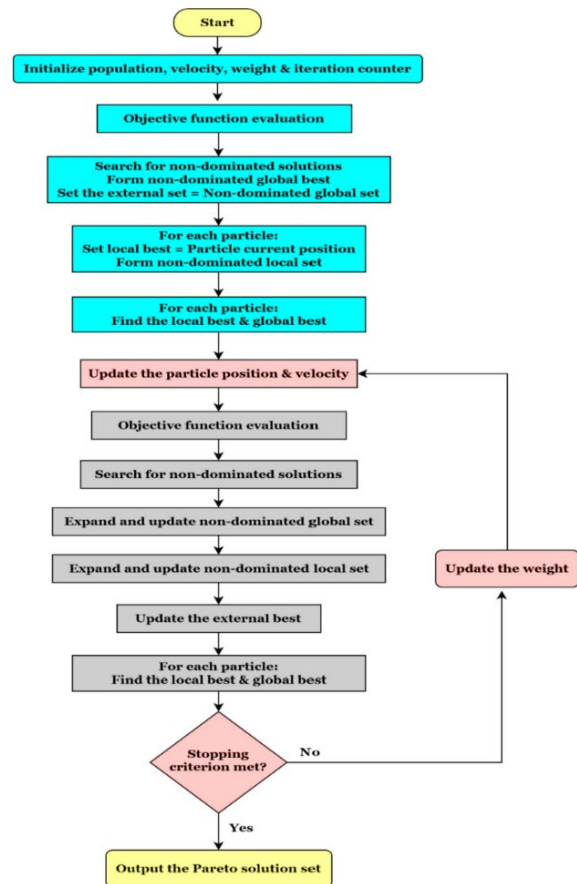 Start
Initialize population, velocity, weight & iteration counter
Objective function evaluation
Search for non-dominated solutions
Form non-dominated global best
Set the external set = Non-dominated global set
For each particle:
Set local best = Particle current position
Form non-dominated local set
For each particle:
Find the local best & global best
Update the particle position & velocity
Objective function evaluation
Search for non-dominated solutions
Expand and update non-dominated global set
Expand and update non-dominated local set
Update the weight
Update the external best
For each particle:
Find the local best & global best
Stopping
criterion met?
No
Yes
Output the Pareto solution set